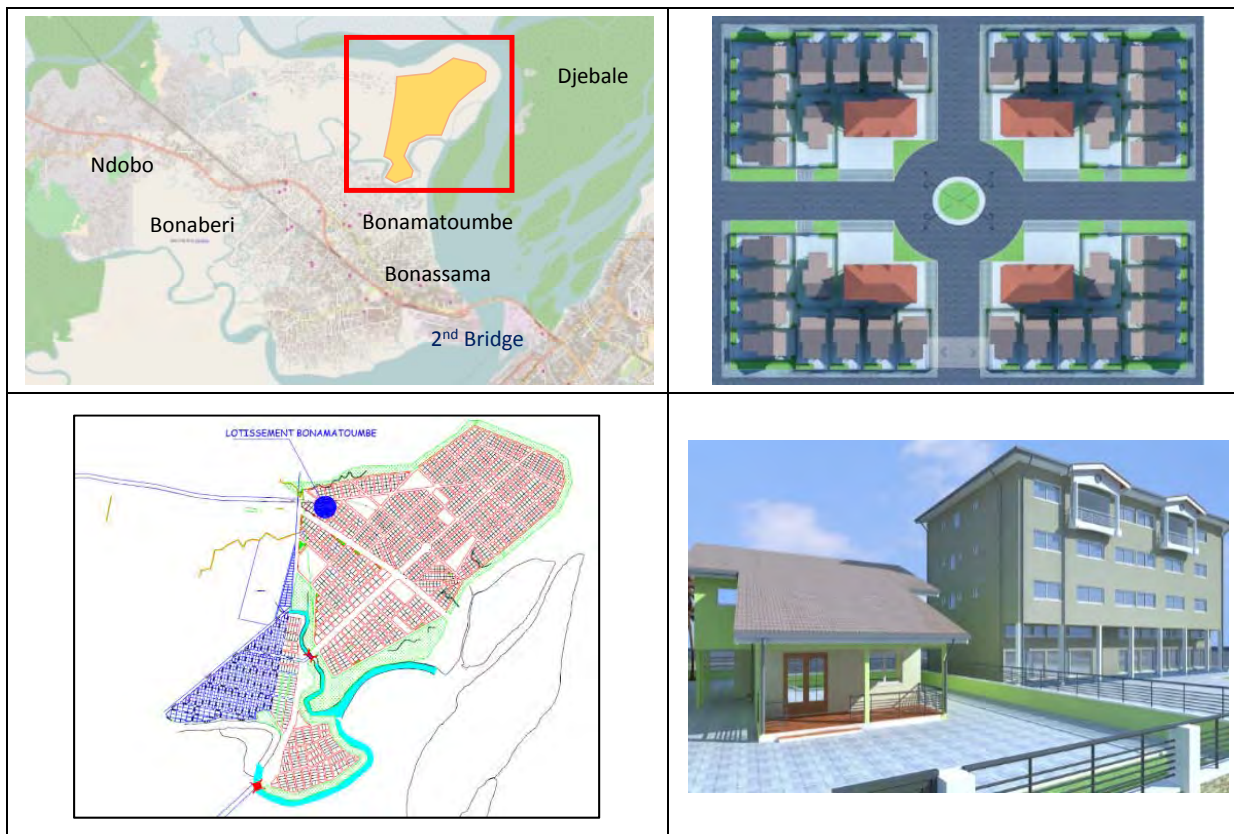 Djebale
Ndobo
Bonaberi
Bonamatoumbe
Bonassama
2nd Bridge
LOTISSEMENT BONAMATOUMBE